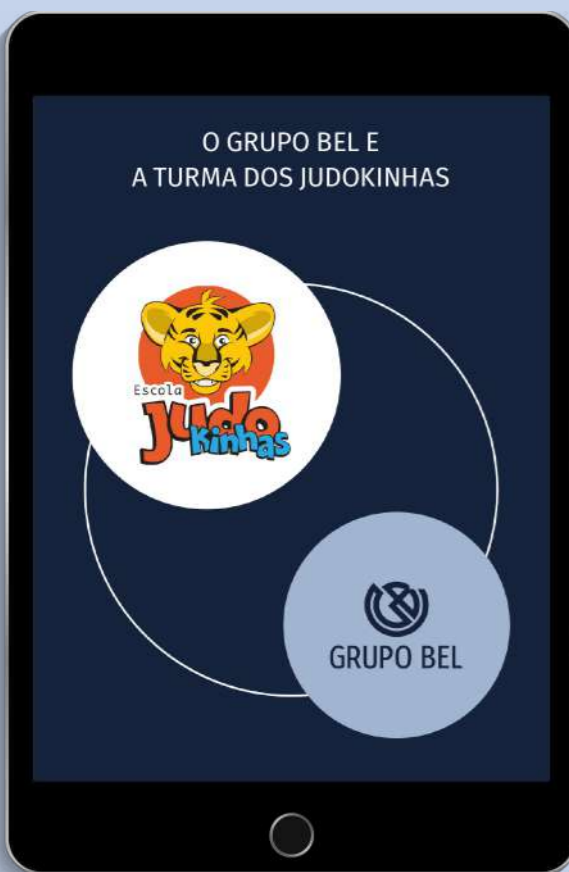 O GRUPO BEL E
A TURMA DOS JUDOKINHAS
Escola
Judo
Kinhas
GRUPO BEL